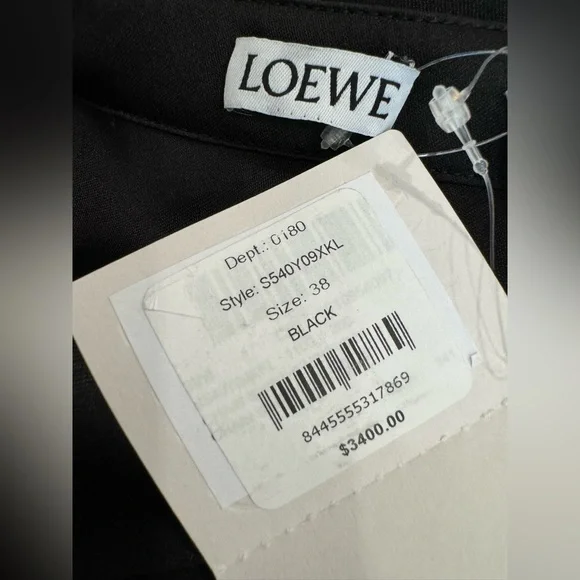 LOEWE
Dept.: 0180
Style: S540Y09XKL
Size: 38
BLACK
8445555317869
$3400.00